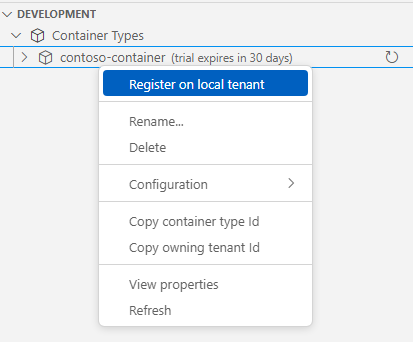 DEVELOPMENT
Container Types
contoso-container (trial expires in 30 days)
Register on local tenant
Rename...
Delete
Configuration
Copy container type Id
Copy owning tenant Id
View properties
Refresh